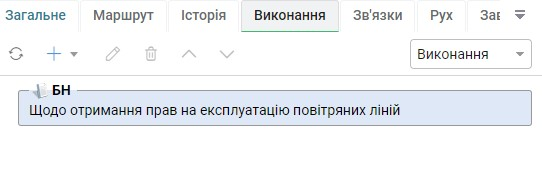 Загальне Маршрут Історія Виконання Зв'язки Рух
Виконання
БН
Щодо отримання прав на експлуатацію повітряних ліній